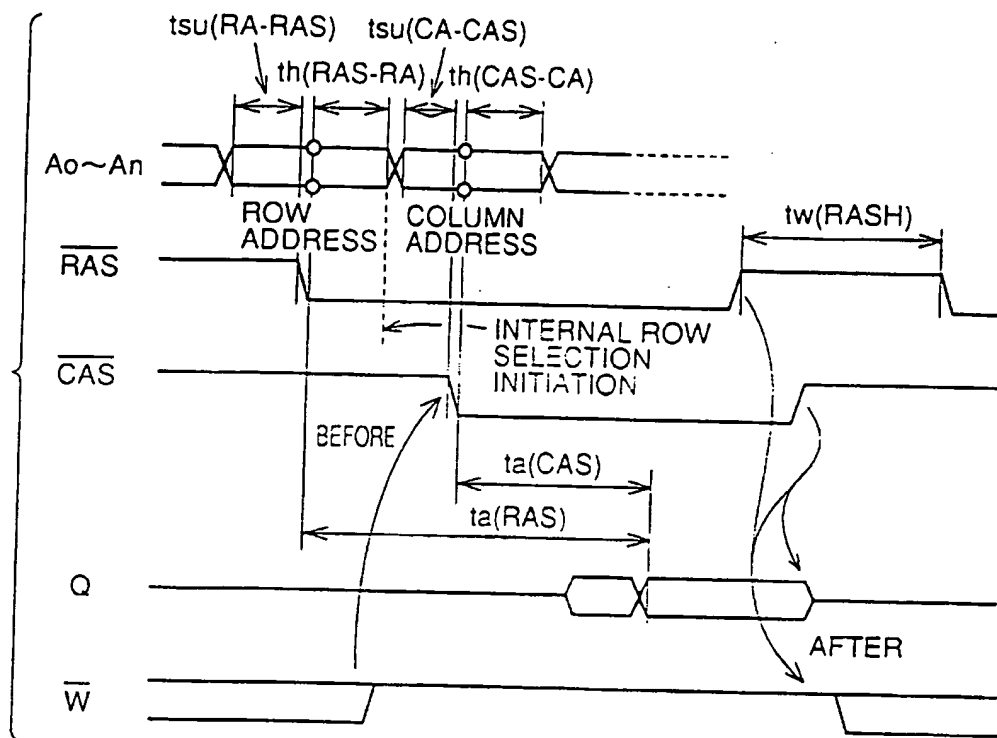 tsu(RA-RAS) tsu(CA-CAS)
th(RAS-RA) th(CAS-CA)
Ao~An
ROW ADDRESS
COLUMN ADDRESS
tw(RASH)
RAS
INTERNAL ROW
SELECTION
INITIATION
CAS
BEFORE
ta(CAS)
ta(RAS)
Q
AFTER
W